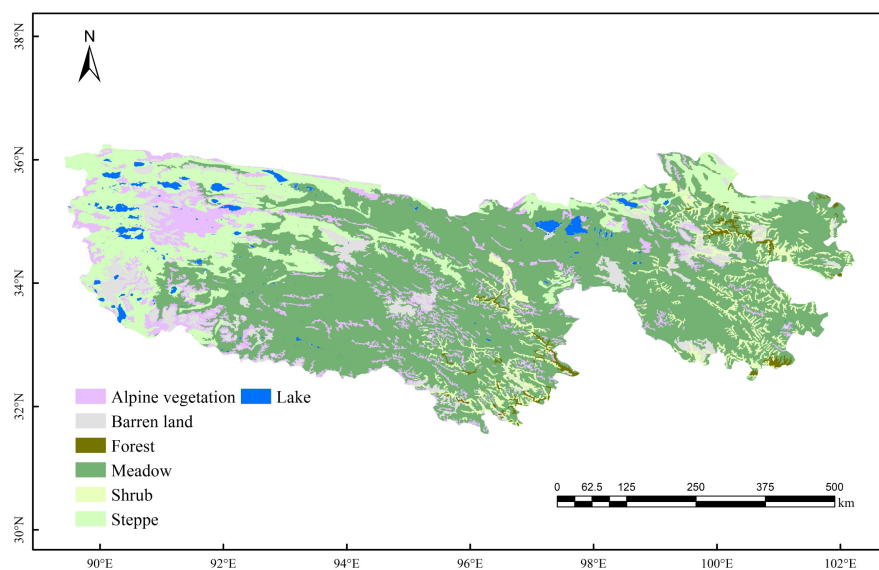 N
38°N
36°N
34°N
32°N
30°N
Alpine vegetation Lake
Barren land
Forest
Meadow
Shrub
Steppe
0 62.5 125 250 375 500
km
90°E 92°E 94°E 96°E 98°E 100°E 102°E